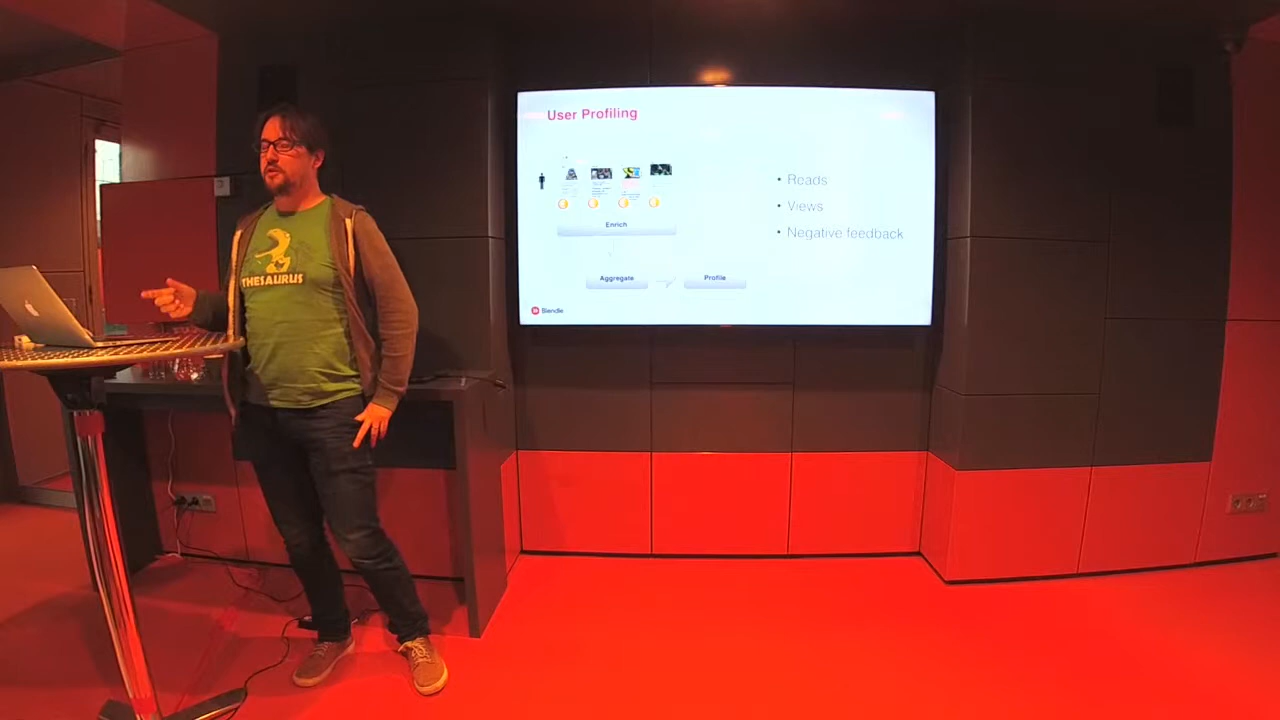 User Profiling
• Reads
• Views
• Negative feedback
Enrich
Aggregate
Profile
Blendle
THESAURUS